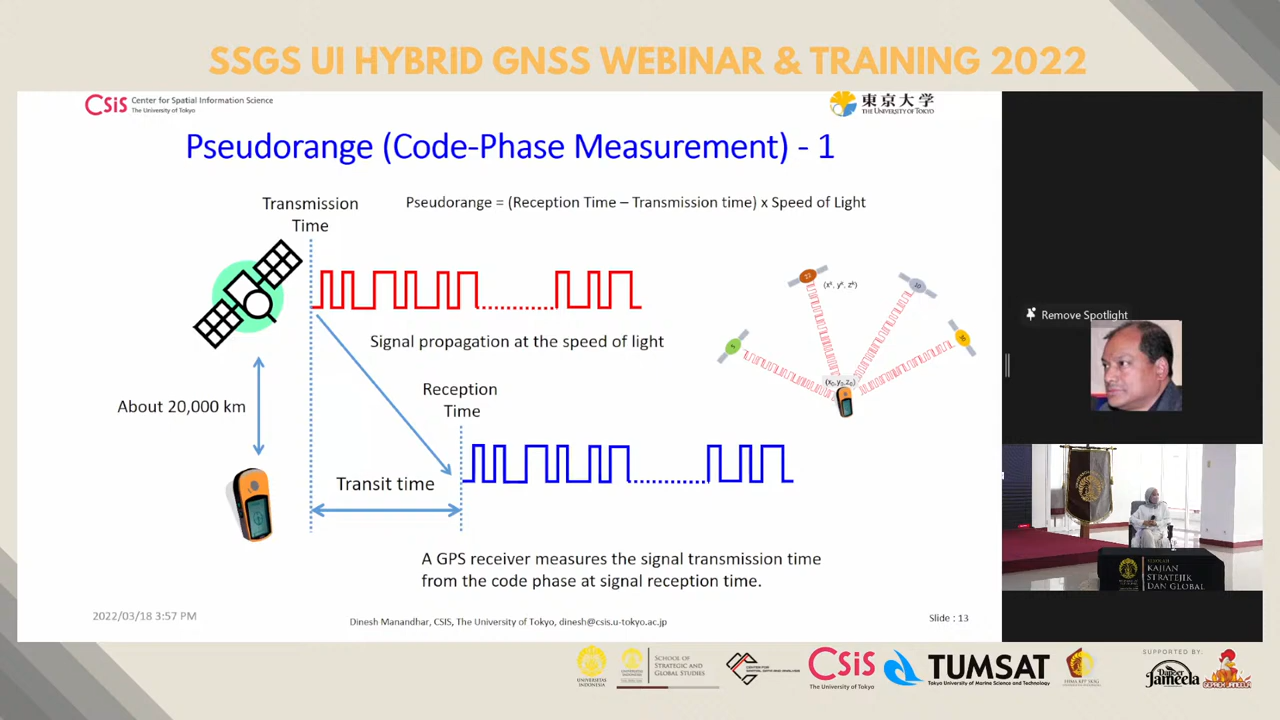 SSGS UI HYBRID GNSS WEBINAR & TRAINING 2022
CSiS Center for Spatial Information Science
The University of Tokyo
東京大学
THE UNIVERSITY OF TOKYO
Pseudorange (Code-Phase Measurement) - 1
Transmission
Time
Pseudorange = (Reception Time – Transmission time) x Speed of Light
Signal propagation at the speed of light
Reception
Time
About 20,000 km
Transit time
A GPS receiver measures the signal transmission time
from the code phase at signal reception time.
2022/03/18 3:57 PM
Dinesh Manandhar, CSIS, The University of Tokyo, dinesh@csis.u-tokyo.ac.jp
Slide : 13
Remove Spotlight
KAJIAN
STRATEJIK
DAN GLOBAL
UNIVERSITAS
INDONESIA
SCHOOL OF
STRATEGIC AND
GLOBAL STUDIES
CSiS
The University of Tokyo
TUMSAT
Tokyo University of Marine Science and Technology
SUPPORTED BY:
Dapoer
Jameela